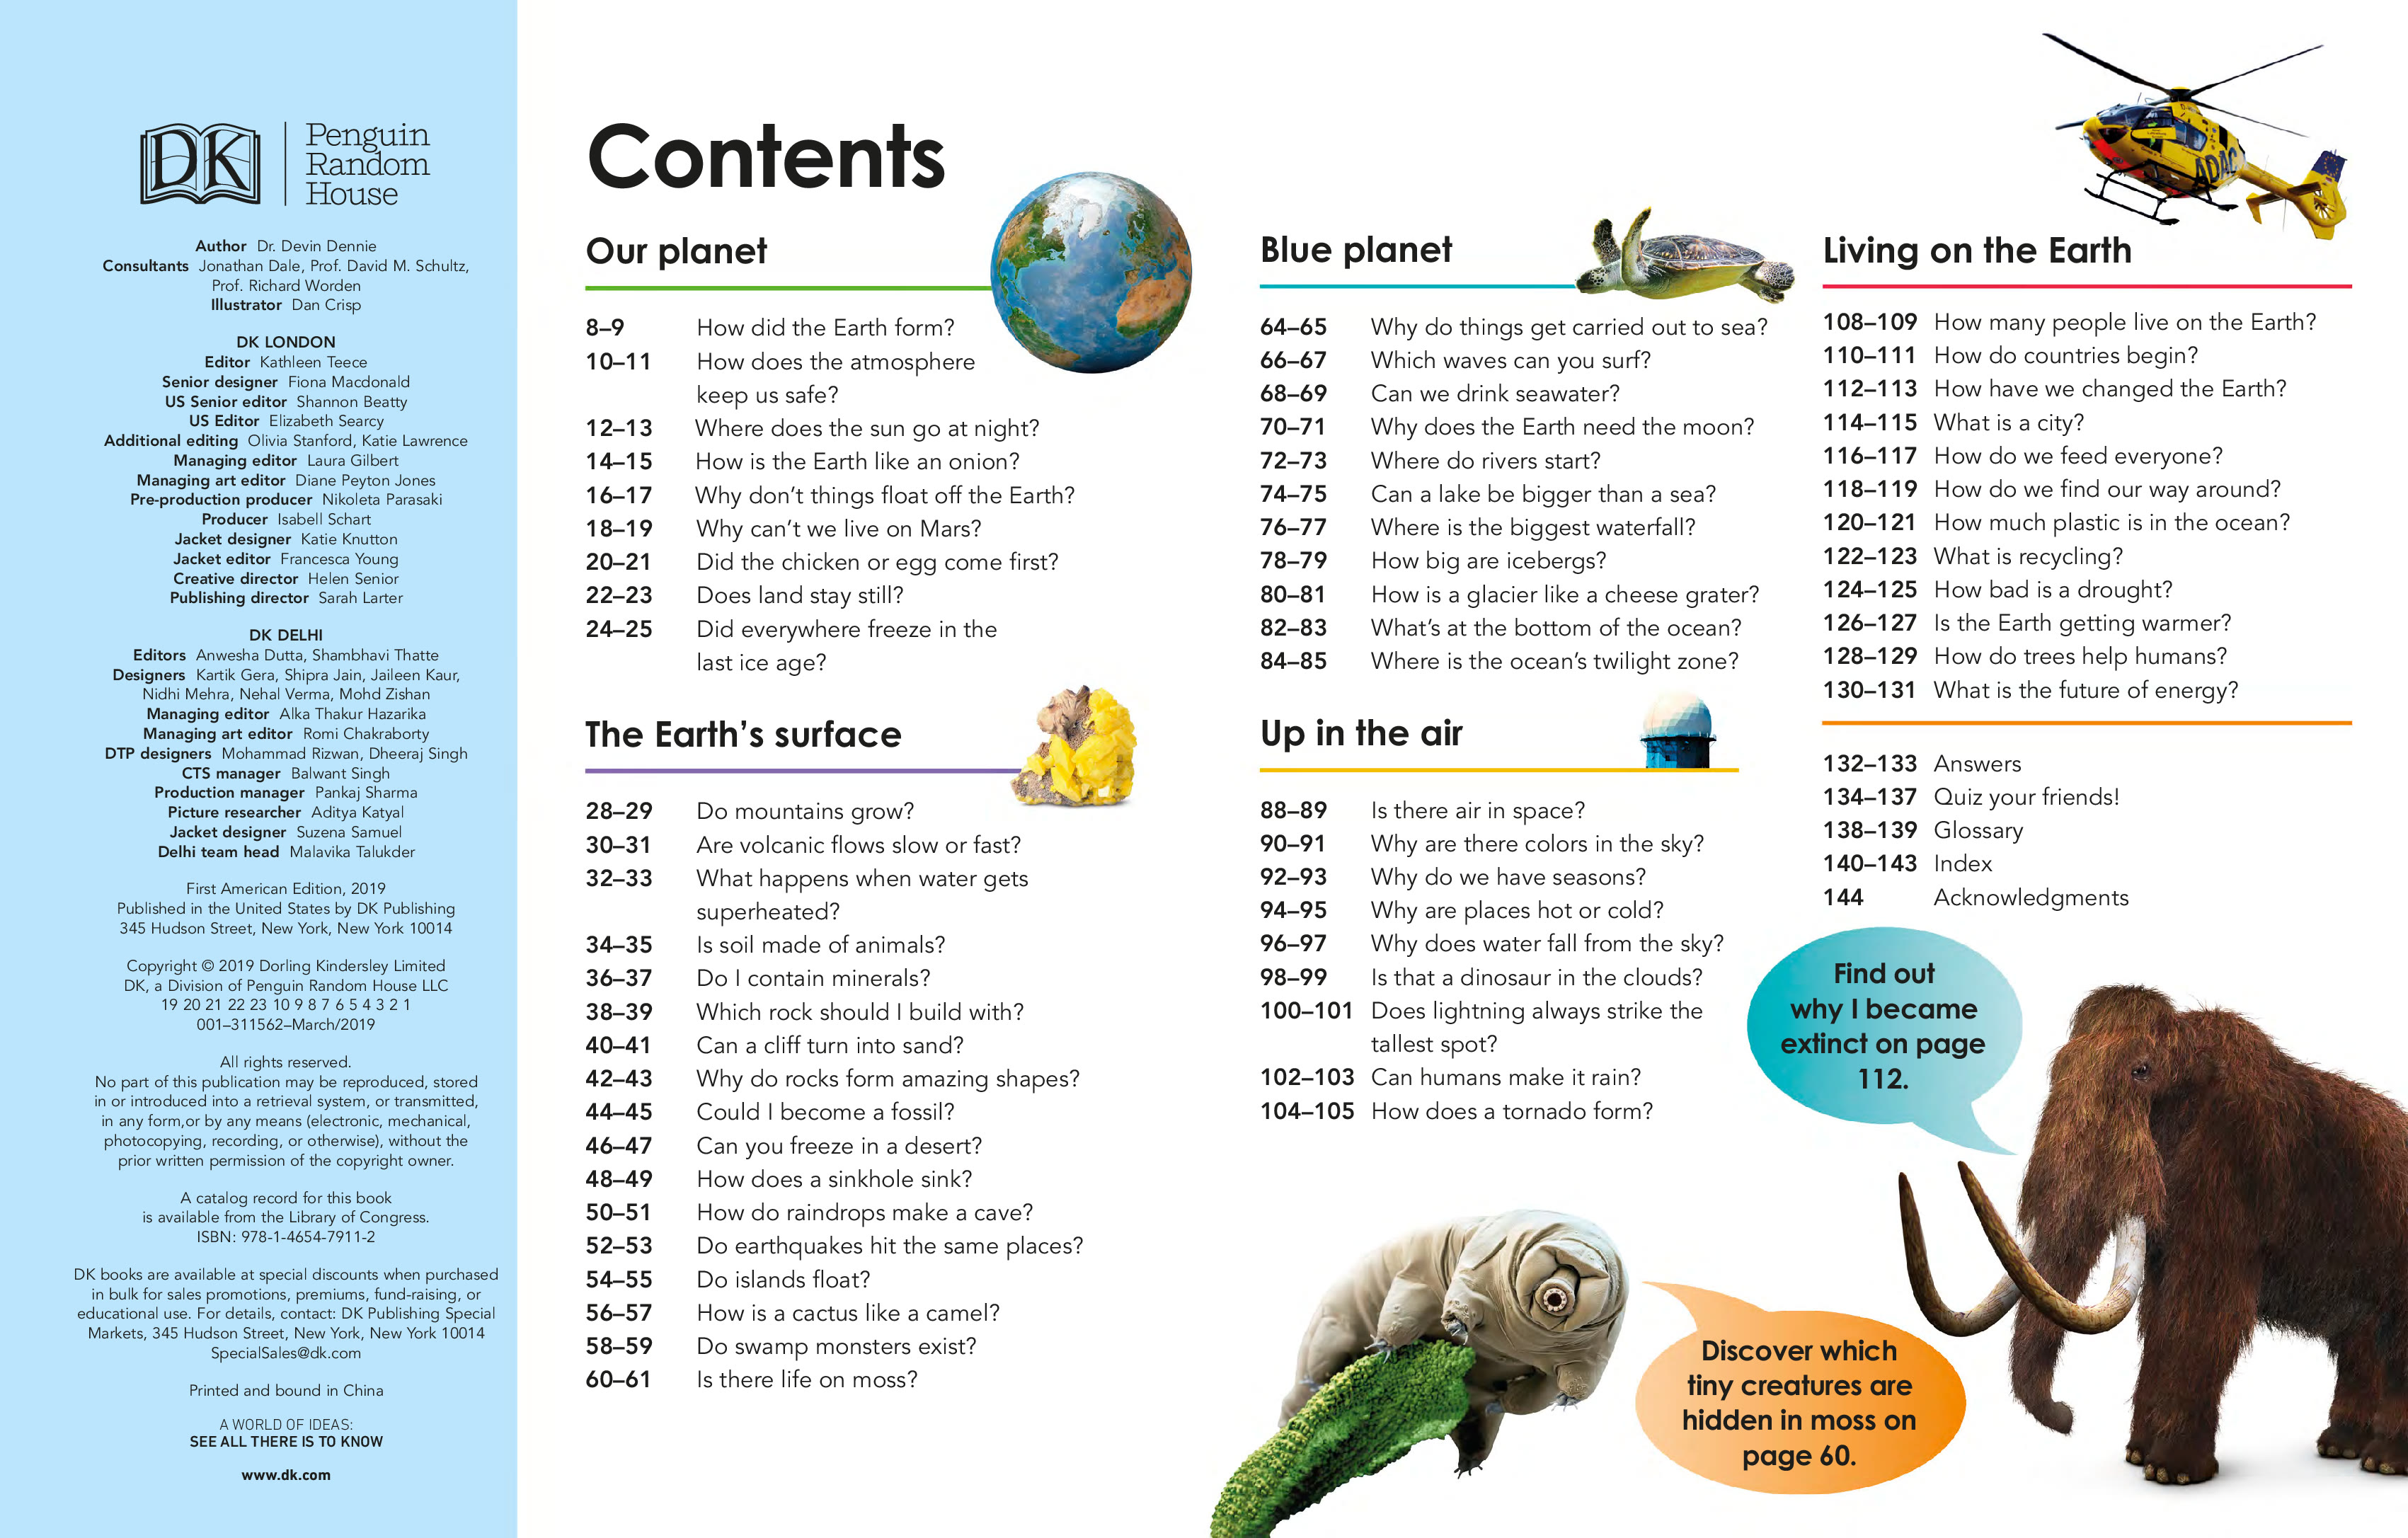 DK
Penguin
Random
House
Author Dr. Devin Dennie
Consultants Jonathan Dale, Prof. David M. Schultz,
Prof. Richard Worden
Illustrator Dan Crisp
DK LONDON
Editor Kathleen Teece
Senior designer Fiona Macdonald
US Senior editor Shannon Beatty
US Editor Elizabeth Searcy
Additional editing Olivia Stanford, Katie Lawrence
Managing editor Laura Gilbert
Managing art editor Diane Peyton Jones
Pre-production producer Nikoleta Parasaki
Producer Isabell Schart
Jacket designer Katie Knutton
Jacket editor Francesca Young
Creative director Helen Senior
Publishing director Sarah Larter
DK DELHI
Editors Anwesha Dutta, Shambhavi Thatte
Designers Kartik Gera, Shipra Jain, Jaileen Kaur,
Nidhi Mehra, Nehal Verma, Mohd Zishan
Managing editor Alka Thakur Hazarika
Managing art editor Romi Chakraborty
DTP designers Mohammad Rizwan, Dheeraj Singh
CTS manager Balwant Singh
Production manager Pankaj Sharma
Picture researcher Aditya Katyal
Jacket designer Suzena Samuel
Delhi team head Malavika Talukder
First American Edition, 2019
Published in the United States by DK Publishing
345 Hudson Street, New York, New York 10014
Copyright © 2019 Dorling Kindersley Limited
DK, a Division of Penguin Random House LLC
19 20 21 22 23 10 9 8 7 6 5 4 3 2 1
001–311562–March/2019
All rights reserved.
No part of this publication may be reproduced, stored
in or introduced into a retrieval system, or transmitted,
in any form,or by any means (electronic, mechanical,
photocopying, recording, or otherwise), without the
prior written permission of the copyright owner.
A catalog record for this book
is available from the Library of Congress.
ISBN: 978-1-4654-7911-2
DK books are available at special discounts when purchased
in bulk for sales promotions, premiums, fund-raising, or
educational use. For details, contact: DK Publishing Special
Markets, 345 Hudson Street, New York, New York 10014
SpecialSales@dk.com
Printed and bound in China
A WORLD OF IDEAS:
SEE ALL THERE IS TO KNOW
www.dk.com
Contents
Our planet
8–9 How did the Earth form?
10–11 How does the atmosphere
keep us safe?
12–13 Where does the sun go at night?
14–15 How is the Earth like an onion?
16–17 Why don't things float off the Earth?
18–19 Why can't we live on Mars?
20–21 Did the chicken or egg come first?
22–23 Does land stay still?
24–25 Did everywhere freeze in the
last ice age?
The Earth's surface
28–29 Do mountains grow?
30–31 Are volcanic flows slow or fast?
32–33 What happens when water gets
superheated?
34–35 Is soil made of animals?
36–37 Do I contain minerals?
38–39 Which rock should I build with?
40–41 Can a cliff turn into sand?
42–43 Why do rocks form amazing shapes?
44–45 Could I become a fossil?
46–47 Can you freeze in a desert?
48–49 How does a sinkhole sink?
50–51 How do raindrops make a cave?
52–53 Do earthquakes hit the same places?
54–55 Do islands float?
56–57 How is a cactus like a camel?
58–59 Do swamp monsters exist?
60–61 Is there life on moss?
Blue planet
64–65 Why do things get carried out to sea?
66–67 Which waves can you surf?
68–69 Can we drink seawater?
70–71 Why does the Earth need the moon?
72–73 Where do rivers start?
74–75 Can a lake be bigger than a sea?
76–77 Where is the biggest waterfall?
78–79 How big are icebergs?
80–81 How is a glacier like a cheese grater?
82–83 What's at the bottom of the ocean?
84–85 Where is the ocean's twilight zone?
Up in the air
88–89 Is there air in space?
90–91 Why are there colors in the sky?
92–93 Why do we have seasons?
94–95 Why are places hot or cold?
96–97 Why does water fall from the sky?
98–99 Is that a dinosaur in the clouds?
100–101 Does lightning always strike the
tallest spot?
102–103 Can humans make it rain?
104–105 How does a tornado form?
ADAC
Living on the Earth
108–109 How many people live on the Earth?
110–111 How do countries begin?
112–113 How have we changed the Earth?
114–115 What is a city?
116–117 How do we feed everyone?
118–119 How do we find our way around?
120–121 How much plastic is in the ocean?
122–123 What is recycling?
124–125 How bad is a drought?
126–127 Is the Earth getting warmer?
128–129 How do trees help humans?
130–131 What is the future of energy?
132–133 Answers
134–137 Quiz your friends!
138–139 Glossary
140–143 Index
144 Acknowledgments
Find out
why I became
extinct on page
112.
Discover which
tiny creatures are
hidden in moss on
page 60.